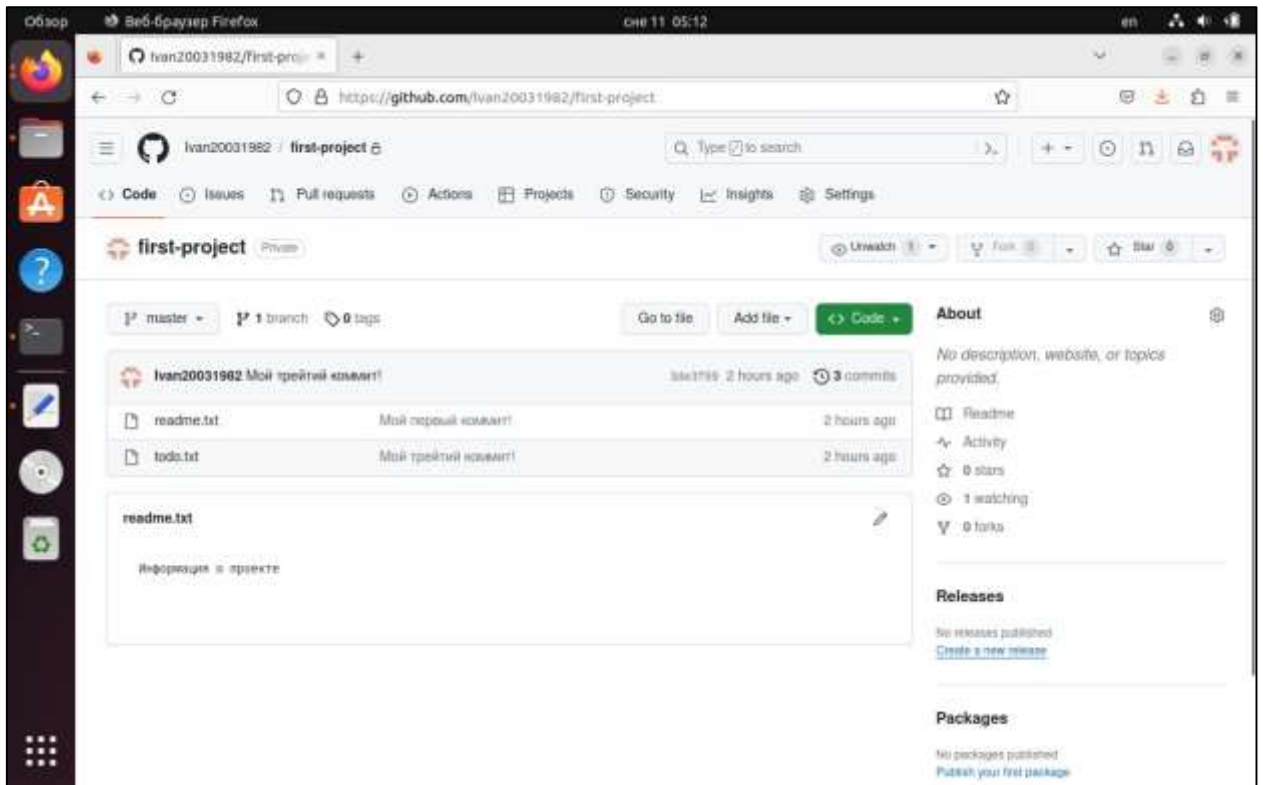 Обзор Веб-браузер Firefox сне 11 05:12 en
Ivan20031982/first-proje
https://github.com/Ivan20031982/first-project
Ivan20031982 / first-project Type / to search
Code Issues Pull requests Actions Projects Security Insights Settings
first-project Private Unwatch 1 Fork 0 Star 0
master 1 branch 0 tags Go to file Add file Code
Ivan20031982 Мой трейтий коммит! 2 hours ago 3 commits
readme.txt Мой первый коммит! 2 hours ago
todo.txt Мой трейтий коммит! 2 hours ago
readme.txt
Информация о проекте
About
No description, website, or topics
provided.
Readme
Activity
0 stars
1 watching
0 forks
Releases
No releases published
Create a new release
Packages
No packages published
Publish your first package